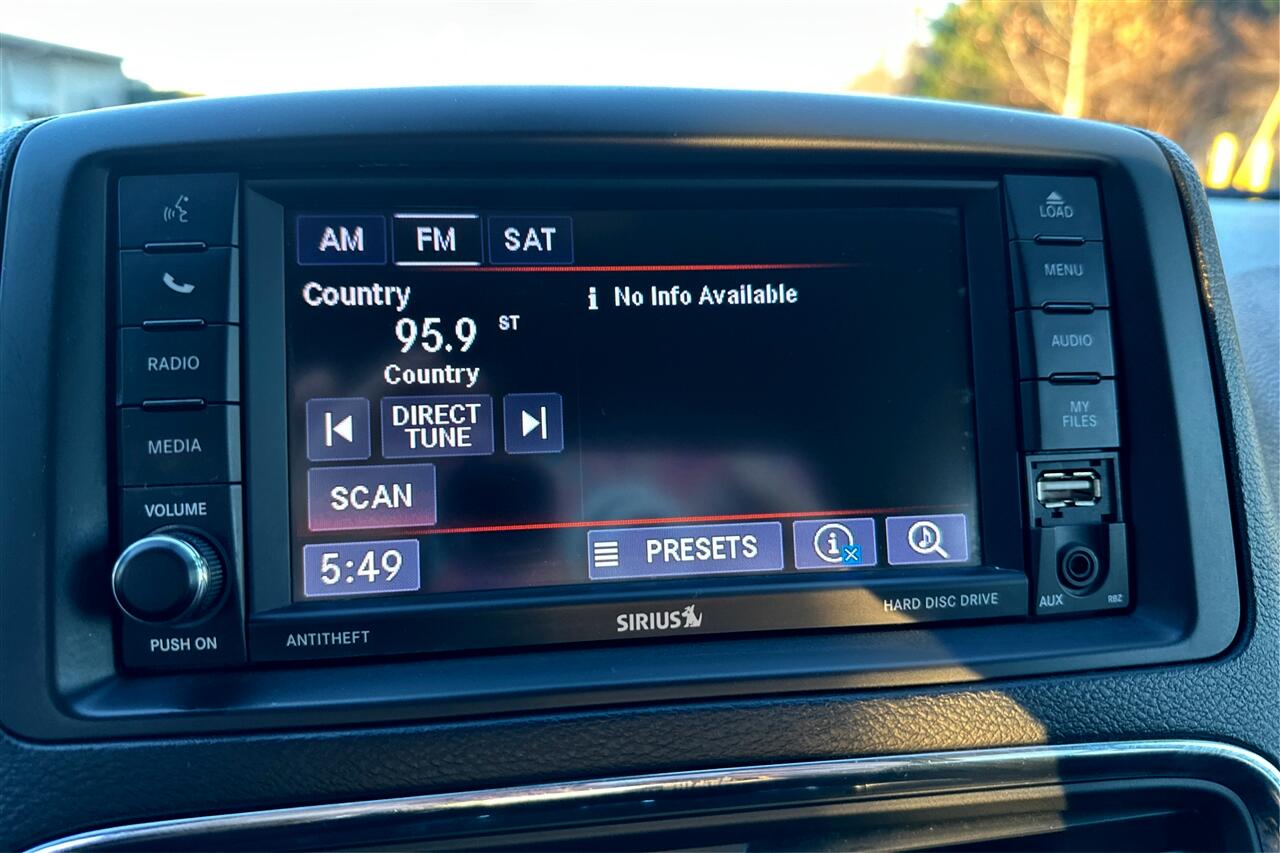 AM FM SAT
Country
95.9 ST
Country
i No Info Available
DIRECT
TUNE
SCAN
5:49
PRESETS
i
RADIO
MEDIA
VOLUME
PUSH ON
ANTITHEFT
SIRIUS
HARD DISC DRIVE
LOAD
MENU
AUDIO
MY
FILES
AUX
RBZ